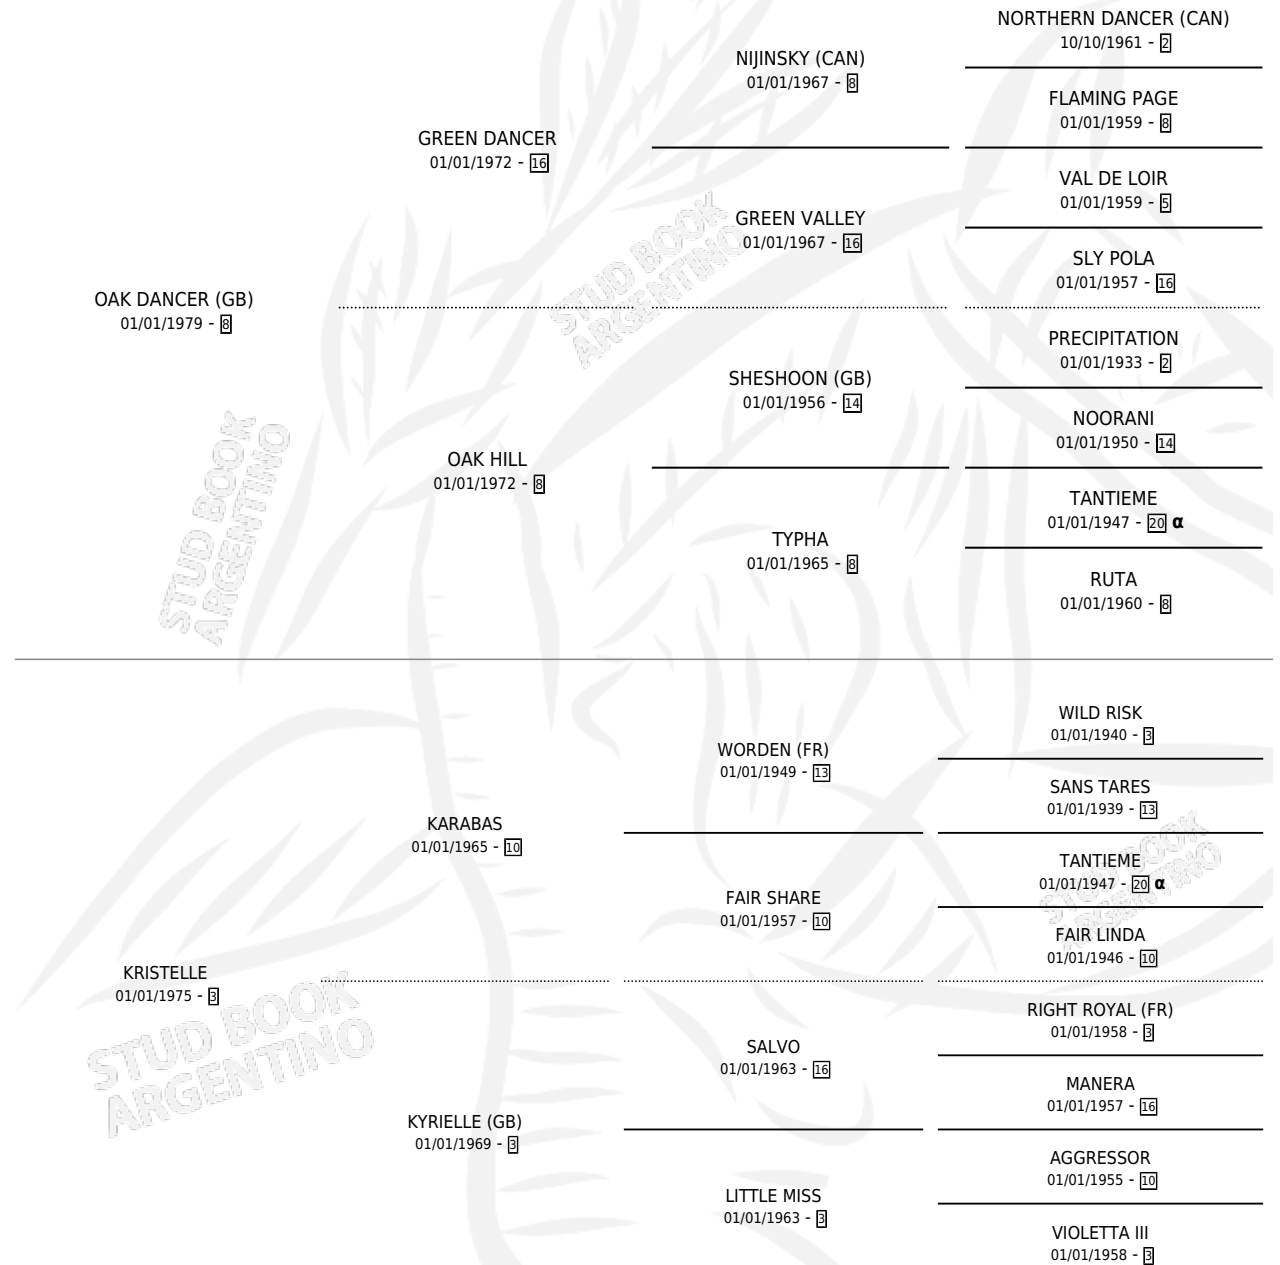 NORTHERN DANCER (CAN)
10/10/1961 - 2
NIJINSKY (CAN)
01/01/1967 - 8
FLAMING PAGE
01/01/1959 - 8
GREEN DANCER
01/01/1972 - 16
VAL DE LOIR
01/01/1959 - 5
GREEN VALLEY
01/01/1967 - 16
SLY POLA
01/01/1957 - 16
OAK DANCER (GB)
01/01/1979 - 8
PRECIPITATION
01/01/1933 - 2
SHESHOON (GB)
01/01/1956 - 14
NOORANI
01/01/1950 - 14
OAK HILL
01/01/1972 - 8
TANTIEME
01/01/1947 - 20 α
TYPHA
01/01/1965 - 8
RUTA
01/01/1960 - 8
WILD RISK
01/01/1940 - 3
WORDEN (FR)
01/01/1949 - 13
SANS TARES
01/01/1939 - 13
KARABAS
01/01/1965 - 10
TANTIEME
01/01/1947 - 20 α
FAIR SHARE
01/01/1957 - 10
FAIR LINDA
01/01/1946 - 10
KRISTELLE
01/01/1975 - 3
RIGHT ROYAL (FR)
01/01/1958 - 3
SALVO
01/01/1963 - 16
MANERA
01/01/1957 - 16
KYRIELLE (GB)
01/01/1969 - 3
AGGRESSOR
01/01/1955 - 10
LITTLE MISS
01/01/1963 - 3
VIOLETTA III
01/01/1958 - 3
STUD BOOK
ARGENTINO
STUD BOOK
ARGENTINO
STUD BOOK
ARGENTINO
STUD BOOK
ARGENTINO